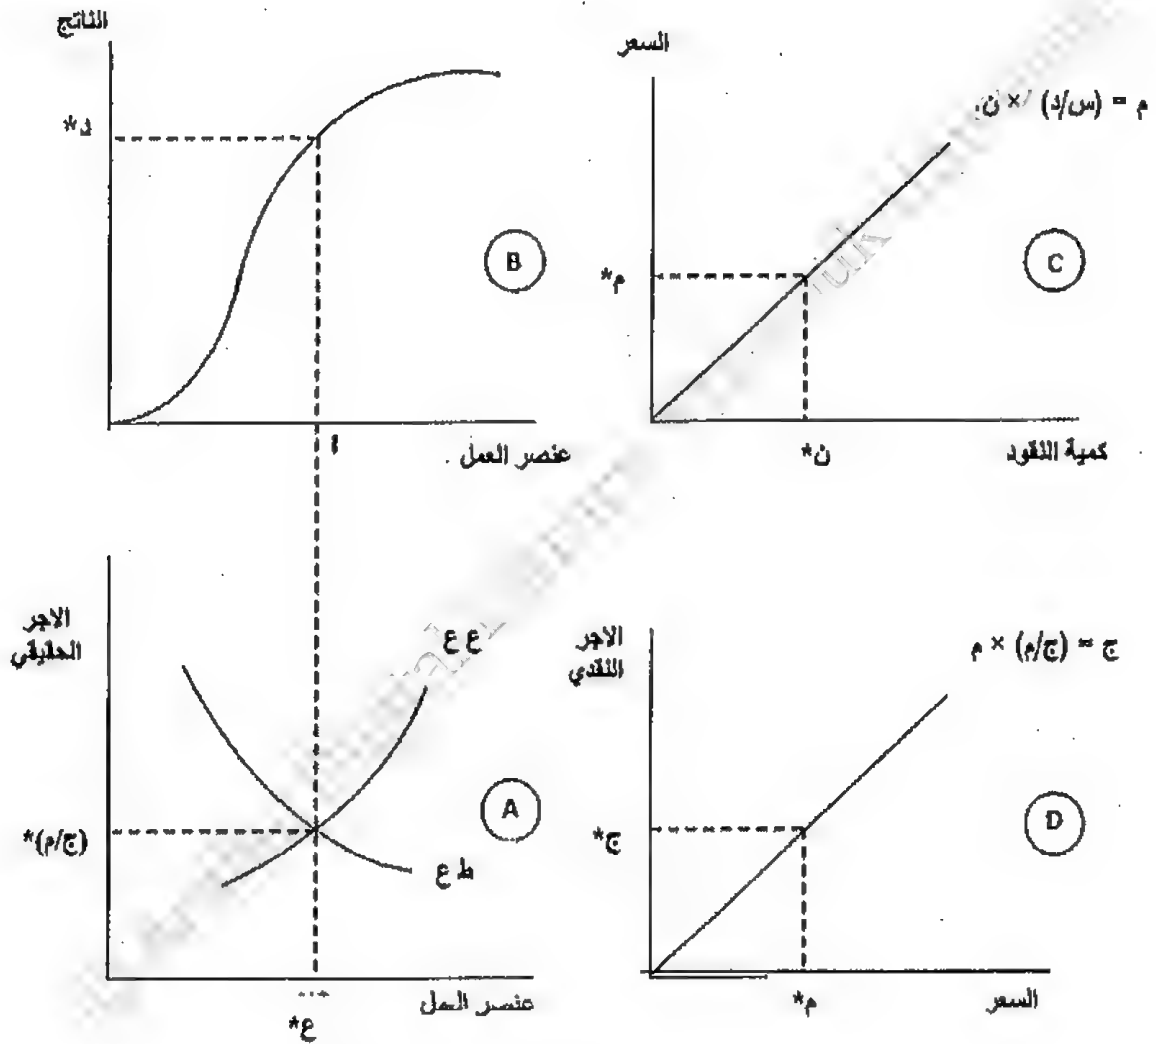 الناتج
د*
B
أ
عنصر العمل
السعر
م = (س/د) × ن
م*
C
ن*
كمية النقود
الاجر
الحقيقي
ع ع
(ج/م)*
A
ط ع
عنصر العمل
ع*
الاجر
النقدي
ج = (ج/م) × م
ج*
D
م*
السعر